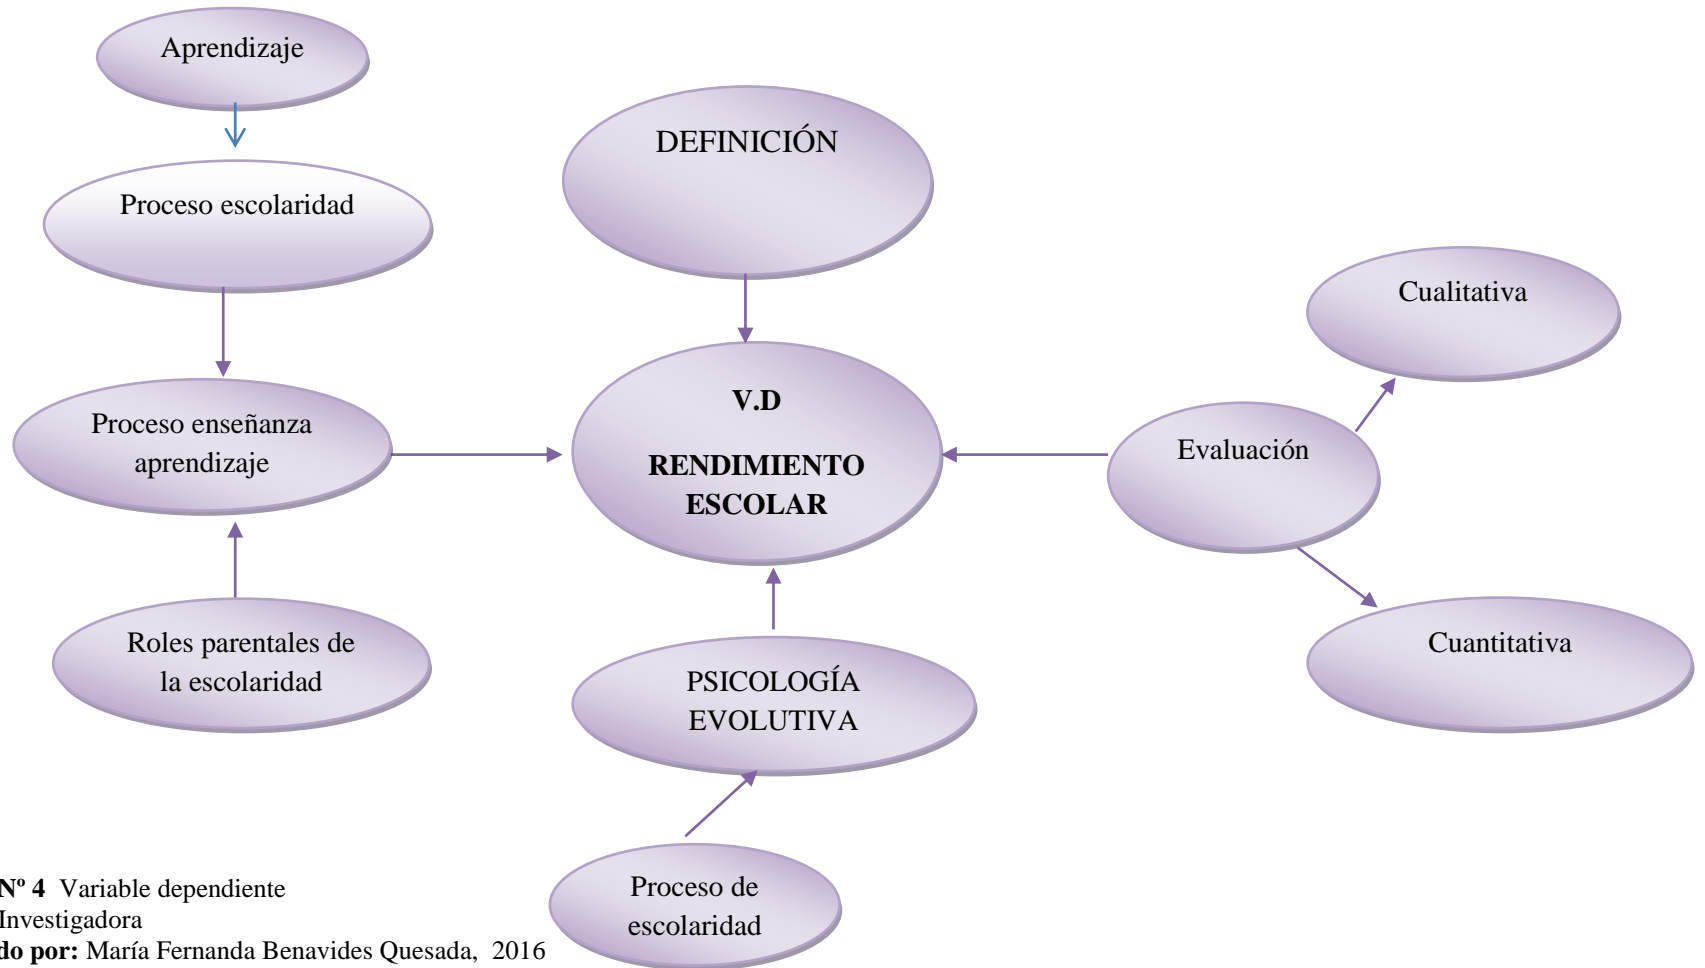 Aprendizaje
Proceso escolaridad
Proceso enseñanza
aprendizaje
Roles parentales de
la escolaridad
DEFINICIÓN
V.D
RENDIMIENTO
ESCOLAR
PSICOLOGÍA
EVOLUTIVA
Proceso de
escolaridad
Evaluación
Cualitativa
Cuantitativa
Nº 4 Variable dependiente
Investigadora
do por: María Fernanda Benavides Quesada, 2016